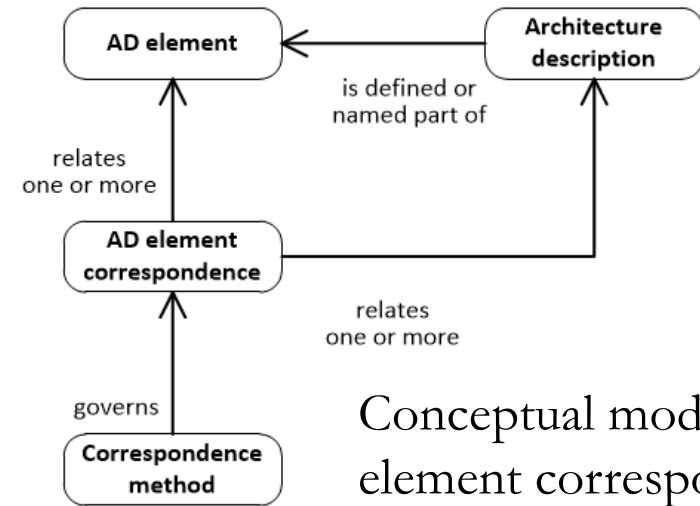 AD element
Architecture
description
is defined or
named part of
relates
one or more
AD element
correspondence
relates
one or more
governs
Correspondence
method
Conceptual mod
element correspo